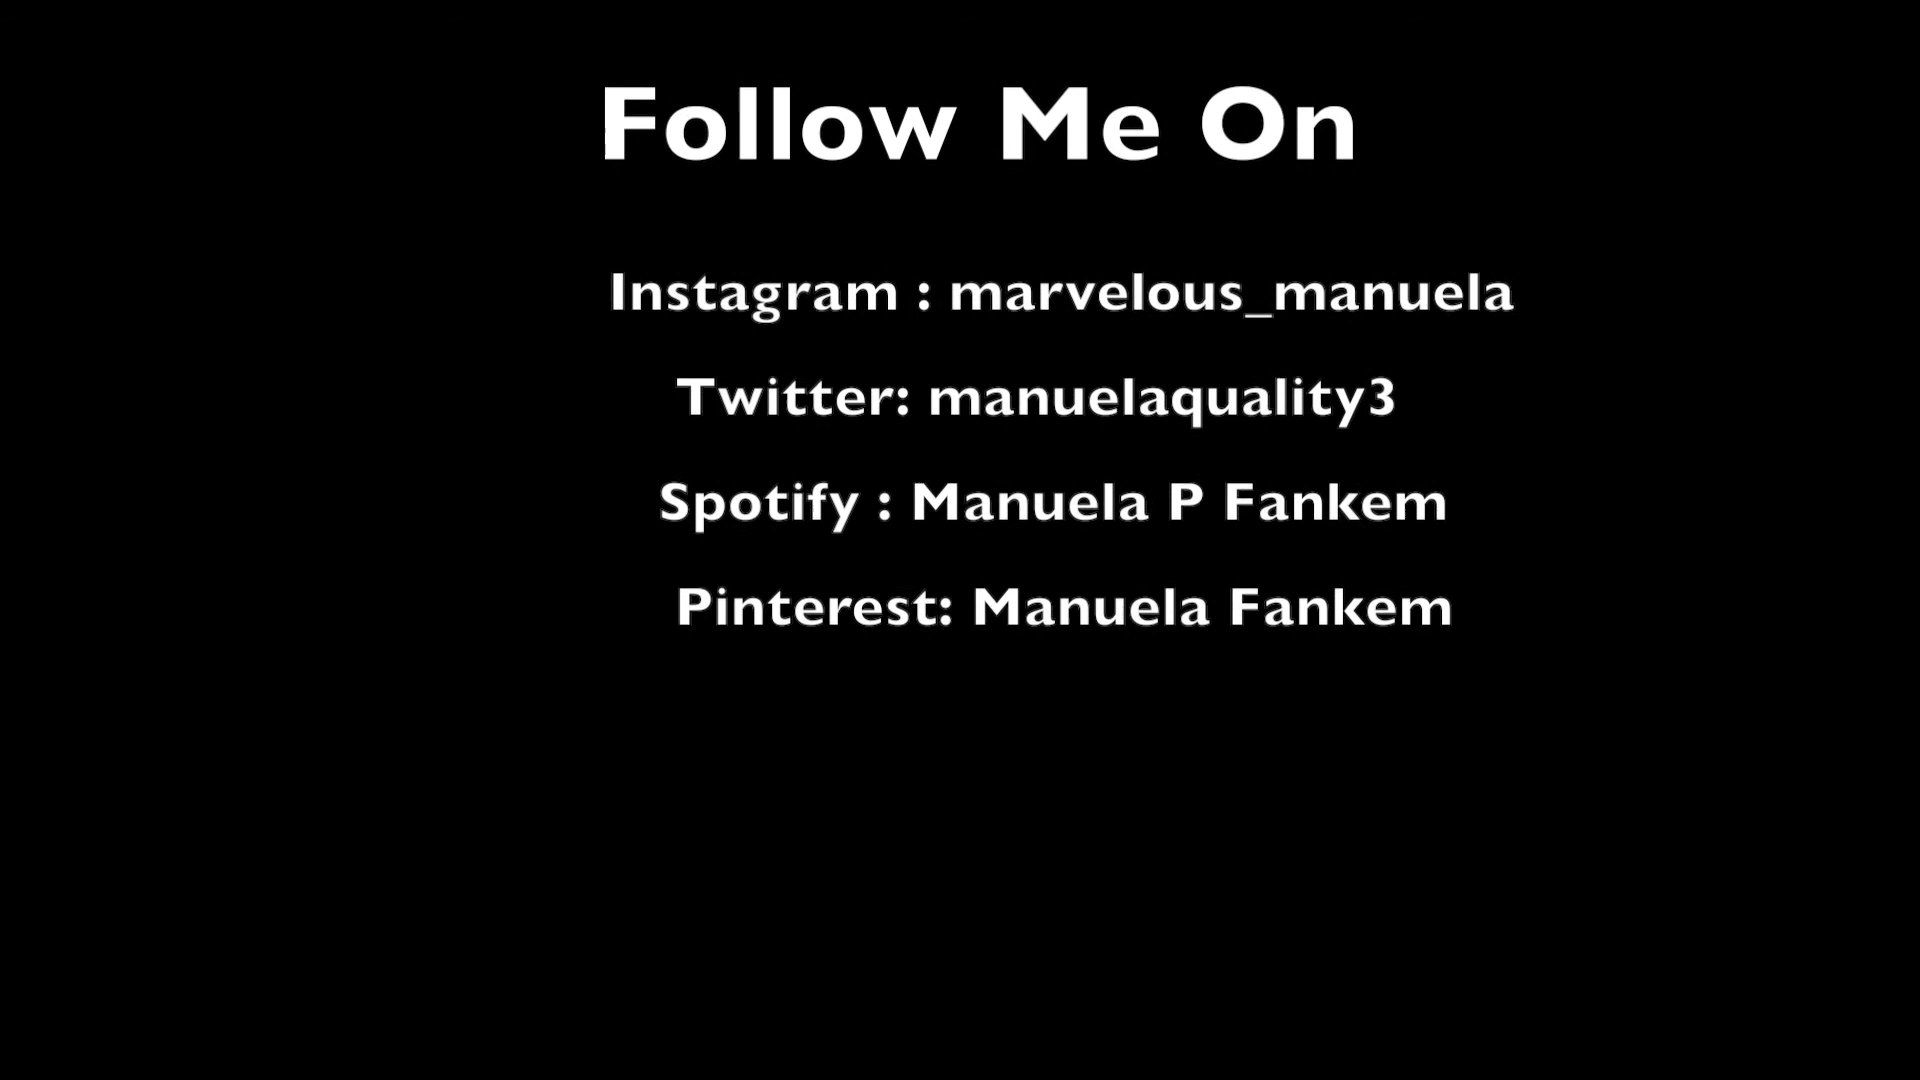 Follow Me On
Instagram : marvelous_manuela
Twitter: manuelaquality3
Spotify : Manuela P Fankem
Pinterest: Manuela Fankem